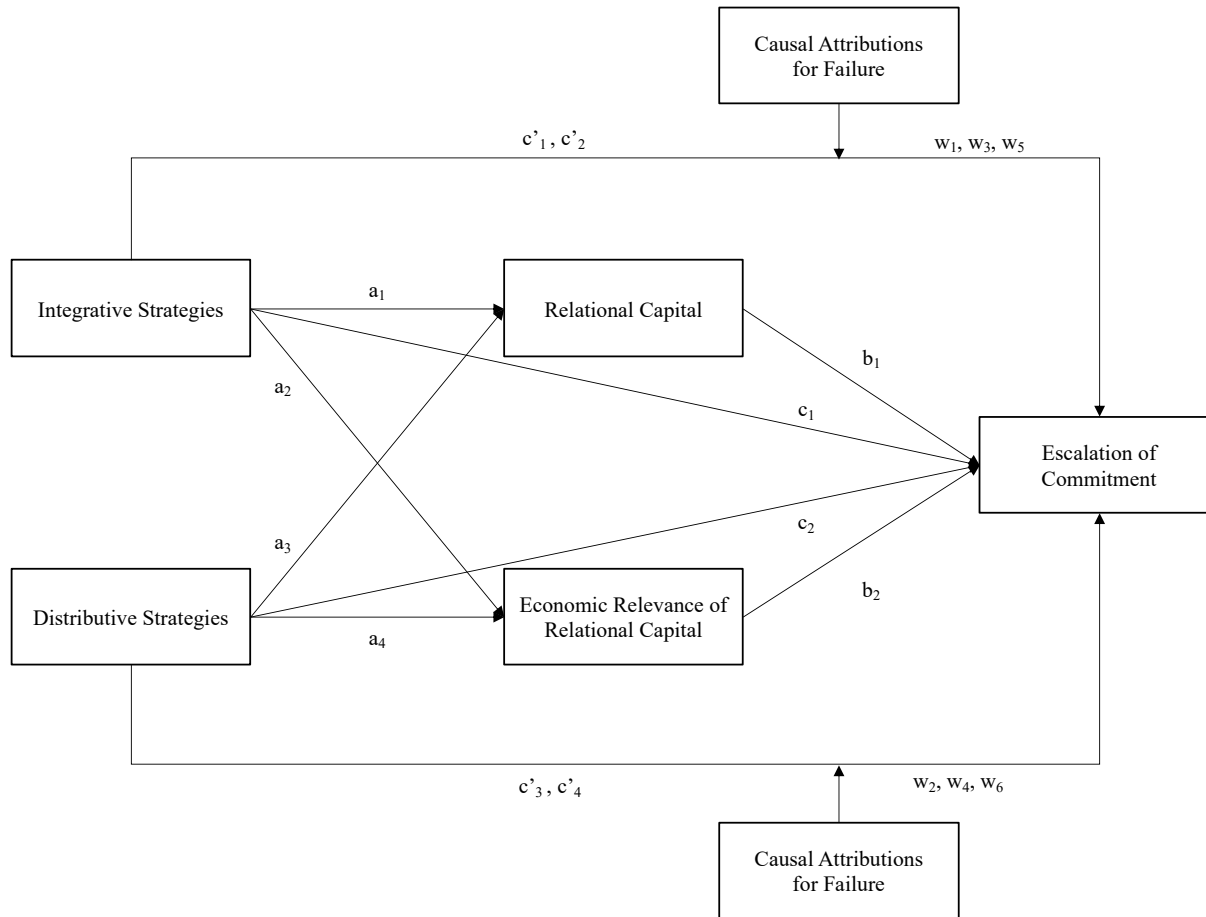 Causal Attributions
for Failure
c’₁ , c’₂
w₁, w₃, w₅
Integrative Strategies
a₁
Relational Capital
a₂
b₁
c₁
Escalation of
Commitment
a₃
c₂
Distributive Strategies
a₄
Economic Relevance of
Relational Capital
b₂
c’₃ , c’₄
w₂, w₄, w₆
Causal Attributions
for Failure